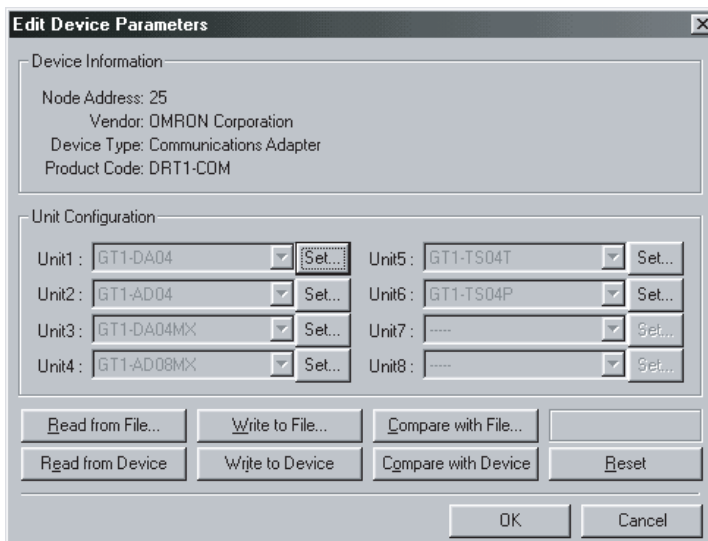 Edit Device Parameters
Device Information
Node Address: 25
Vendor: OMRON Corporation
Device Type: Communications Adapter
Product Code: DRT1-COM
Unit Configuration
Unit1 : GT1-DA04 Set... Unit5 : GT1-TS04T Set...
Unit2 : GT1-AD04 Set... Unit6 : GT1-TS04P Set...
Unit3 : GT1-DA04MX Set... Unit7 : ----- Set...
Unit4 : GT1-AD08MX Set... Unit8 : ----- Set...
Read from File... Write to File... Compare with File...
Read from Device Write to Device Compare with Device Reset
OK Cancel